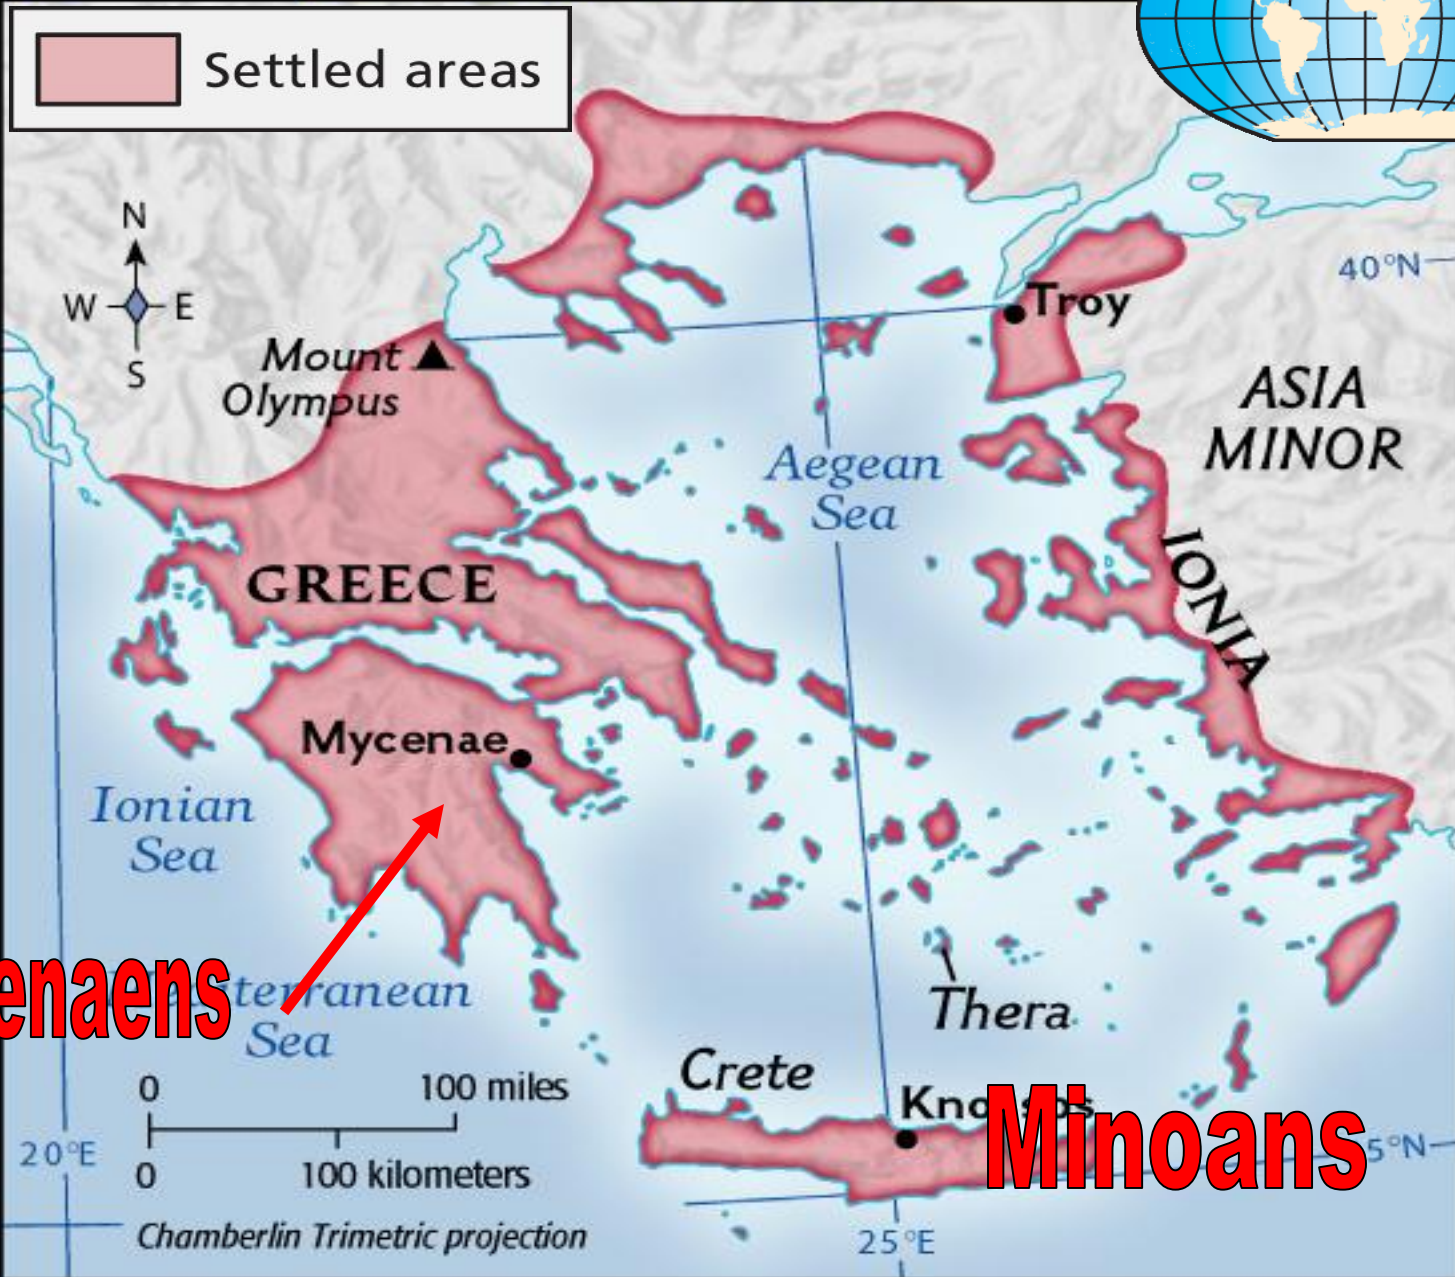 Settled areas
N
W E
S
40°N
Troy
Mount
Olympus
ASIA
MINOR
Aegean
Sea
IONIA
GREECE
Mycenae
Ionian
Sea
enaens
Sea
Thera
Crete
Minoans
0 100 miles
0 100 kilometers
20°E
5°N
Chamberlin Trimetric projection
25°E